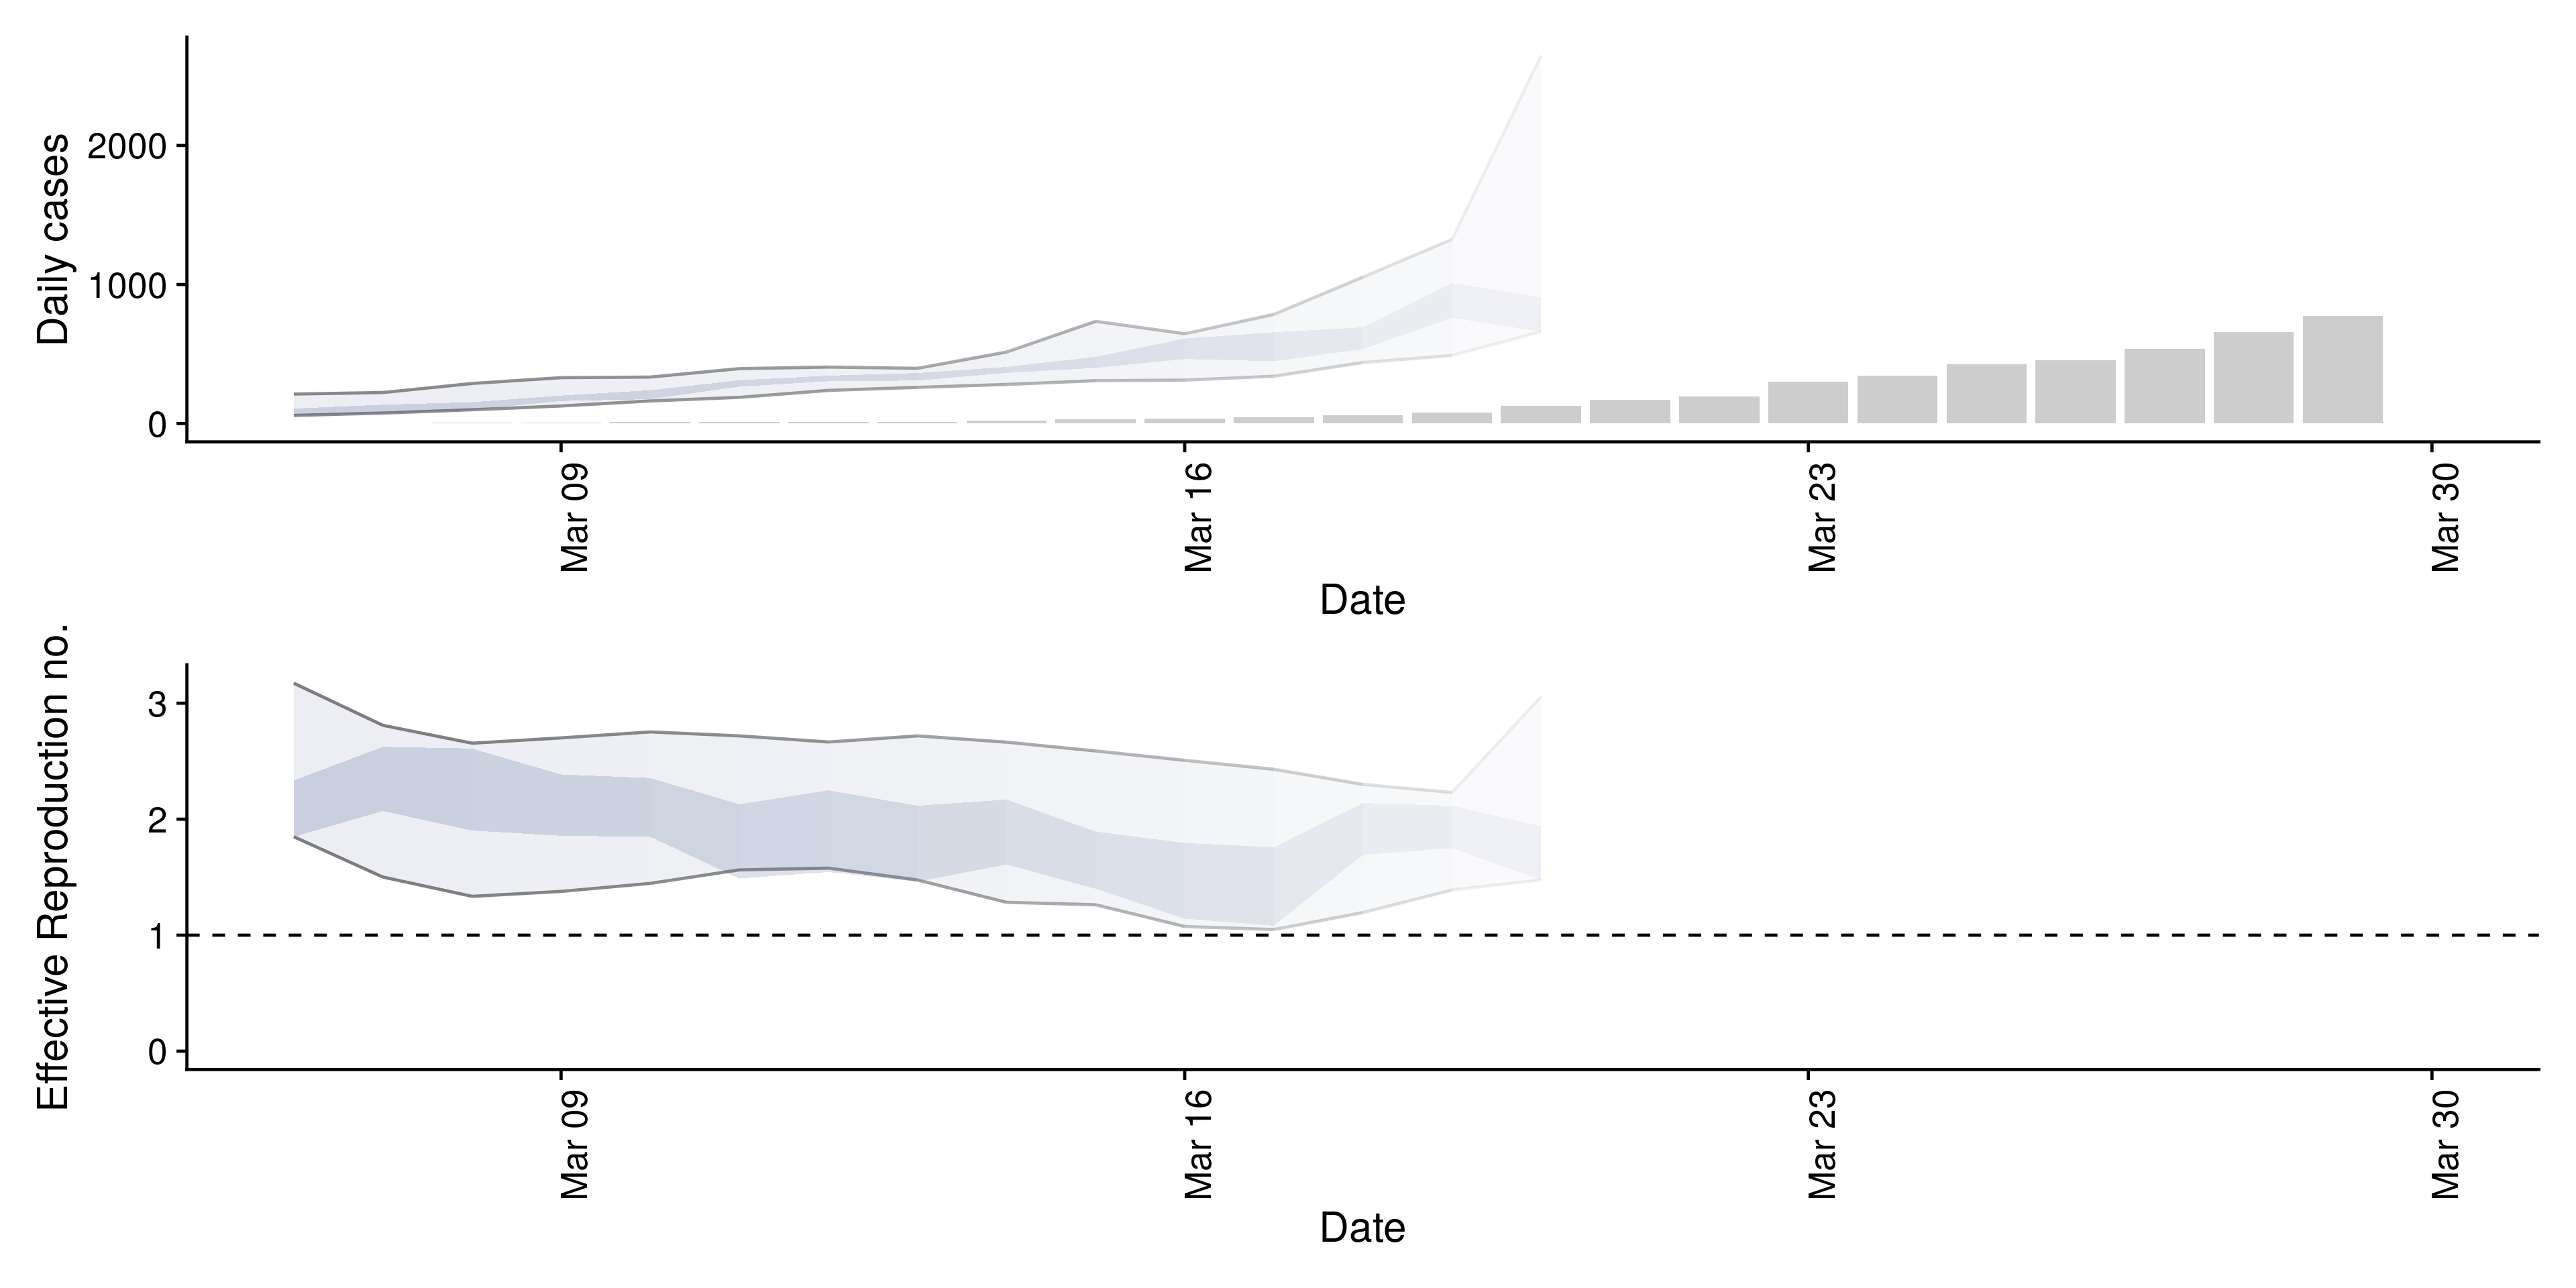 Daily cases
2000
1000
0
Mar 09
Mar 16
Mar 23
Mar 30
Date
Effective Reproduction no.
3
2
1
0
Mar 09
Mar 16
Mar 23
Mar 30
Date